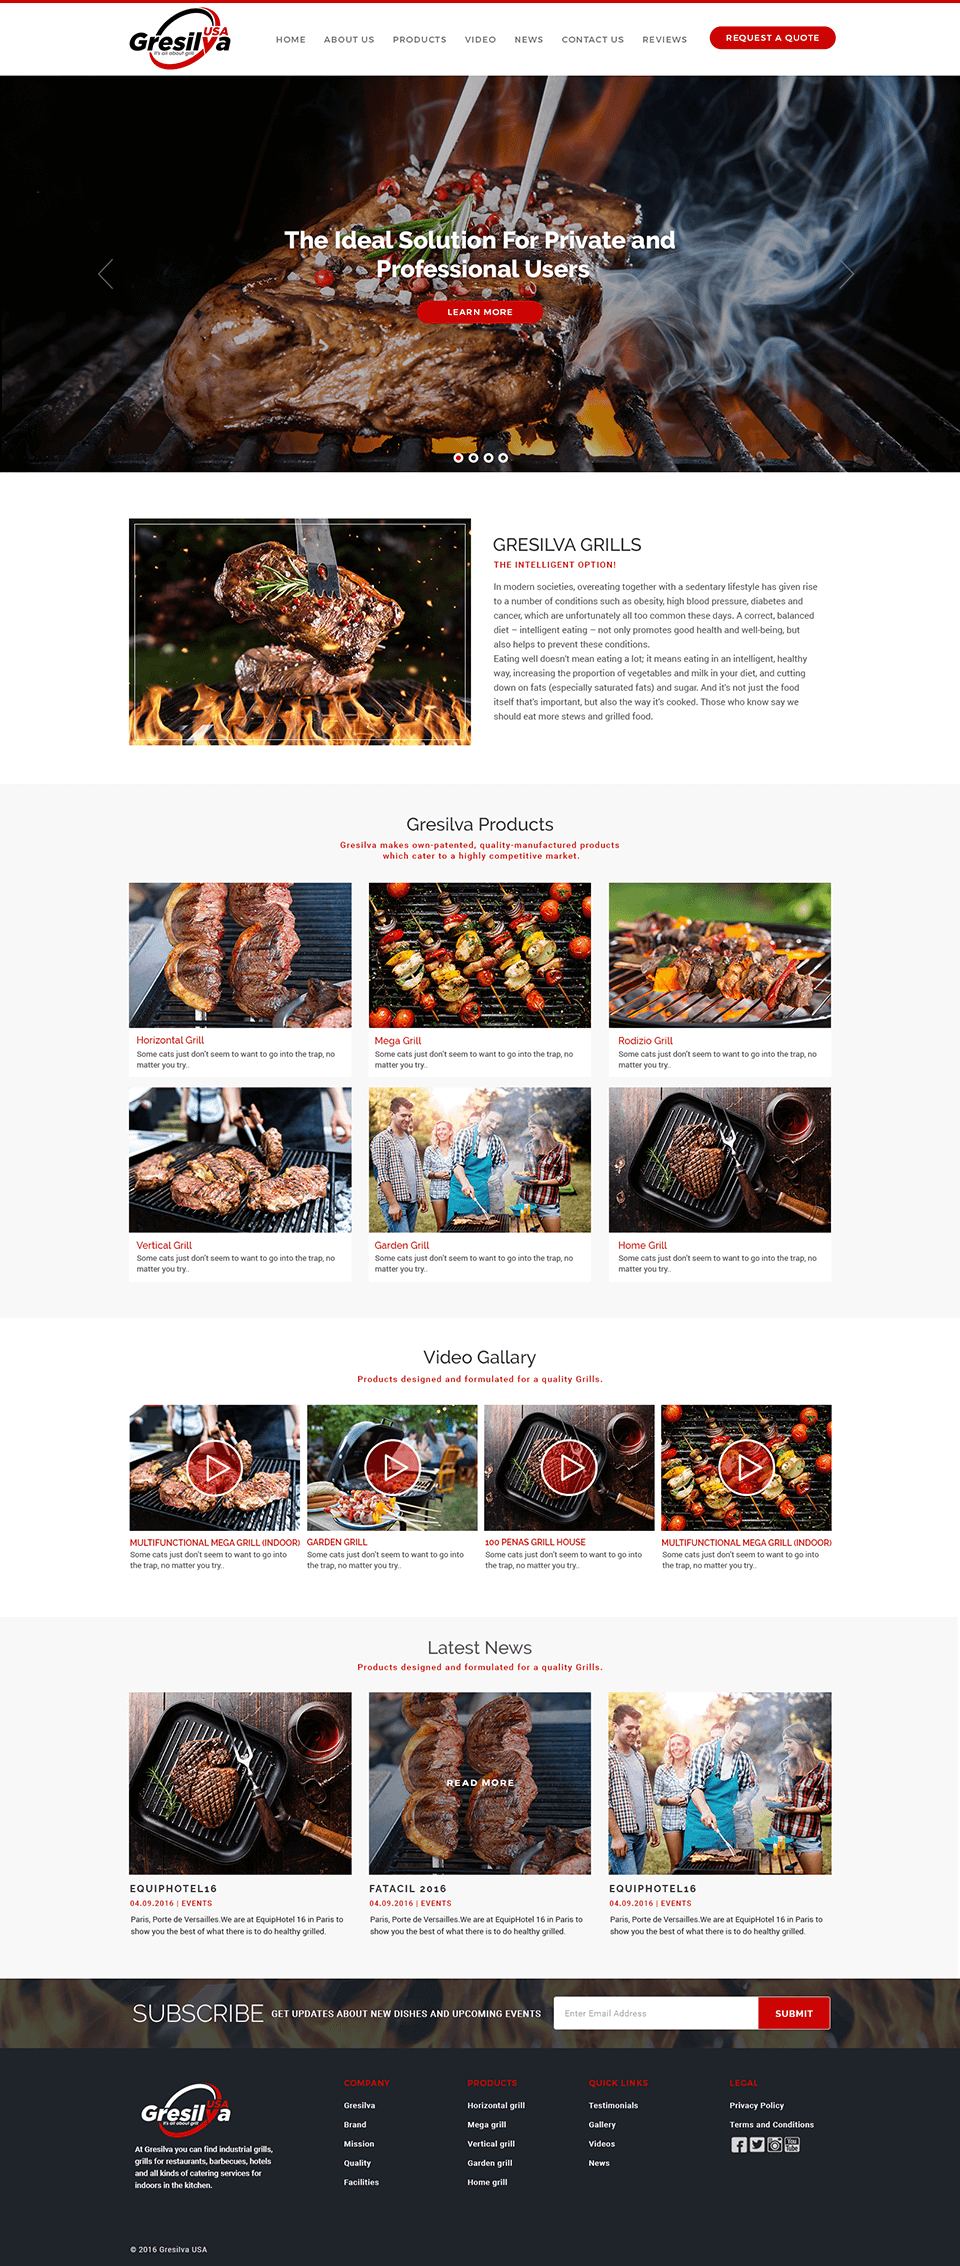 Gresilva USA
It's all about grill
HOME ABOUT US PRODUCTS VIDEO NEWS CONTACT US REVIEWS REQUEST A QUOTE
The Ideal Solution For Private and
Professional Users
LEARN MORE
GRESILVA GRILLS
THE INTELLIGENT OPTION!
In modern societies, overeating together with a sedentary lifestyle has given rise
to a number of conditions such as obesity, high blood pressure, diabetes and
cancer, which are unfortunately all too common these days. A correct, balanced
diet – intelligent eating – not only promotes good health and well-being, but
also helps to prevent these conditions.
Eating well doesn't mean eating a lot; it means eating in an intelligent, healthy
way, increasing the proportion of vegetables and milk in your diet, and cutting
down on fats (especially saturated fats) and sugar. And it's not just the food
itself that's important, but also the way it's cooked. Those who know say we
should eat more stews and grilled food.
Gresilva Products
Gresilva makes own-patented, quality-manufactured products
which cater to a highly competitive market.
Horizontal Grill
Some cats just don't seem to want to go into the trap, no
matter you try..
Mega Grill
Some cats just don't seem to want to go into the trap, no
matter you try..
Rodizio Grill
Some cats just don't seem to want to go into the trap, no
matter you try..
Vertical Grill
Some cats just don't seem to want to go into the trap, no
matter you try..
Garden Grill
Some cats just don't seem to want to go into the trap, no
matter you try..
Home Grill
Some cats just don't seem to want to go into the trap, no
matter you try..
Video Gallary
Products designed and formulated for a quality Grills.
MULTIFUNCTIONAL MEGA GRILL (INDOOR)
Some cats just don't seem to want to go into
the trap, no matter you try..
GARDEN GRILL
Some cats just don't seem to want to go into
the trap, no matter you try..
100 PENAS GRILL HOUSE
Some cats just don't seem to want to go into
the trap, no matter you try..
MULTIFUNCTIONAL MEGA GRILL (INDOOR)
Some cats just don't seem to want to go into
the trap, no matter you try..
Latest News
Products designed and formulated for a quality Grills.
READ MORE
EQUIPHOTEL16
04.09.2016 | EVENTS
Paris, Porte de Versailles.We are at EquipHotel 16 in Paris to
show you the best of what there is to do healthy grilled.
FATACIL 2016
04.09.2016 | EVENTS
Paris, Porte de Versailles.We are at EquipHotel 16 in Paris to
show you the best of what there is to do healthy grilled.
EQUIPHOTEL16
04.09.2016 | EVENTS
Paris, Porte de Versailles.We are at EquipHotel 16 in Paris to
show you the best of what there is to do healthy grilled.
SUBSCRIBE GET UPDATES ABOUT NEW DISHES AND UPCOMING EVENTS Enter Email Address SUBMIT
Gresilva USA
It's all about grill
At Gresilva you can find industrial grills,
grills for restaurants, barbecues, hotels
and all kinds of catering services for
indoors in the kitchen.
COMPANY
Gresilva
Brand
Mission
Quality
Facilities
PRODUCTS
Horizontal grill
Mega grill
Vertical grill
Garden grill
Home grill
QUICK LINKS
Testimonials
Gallery
Videos
News
LEGAL
Privacy Policy
Terms and Conditions
You Tube
© 2016 Gresilva USA